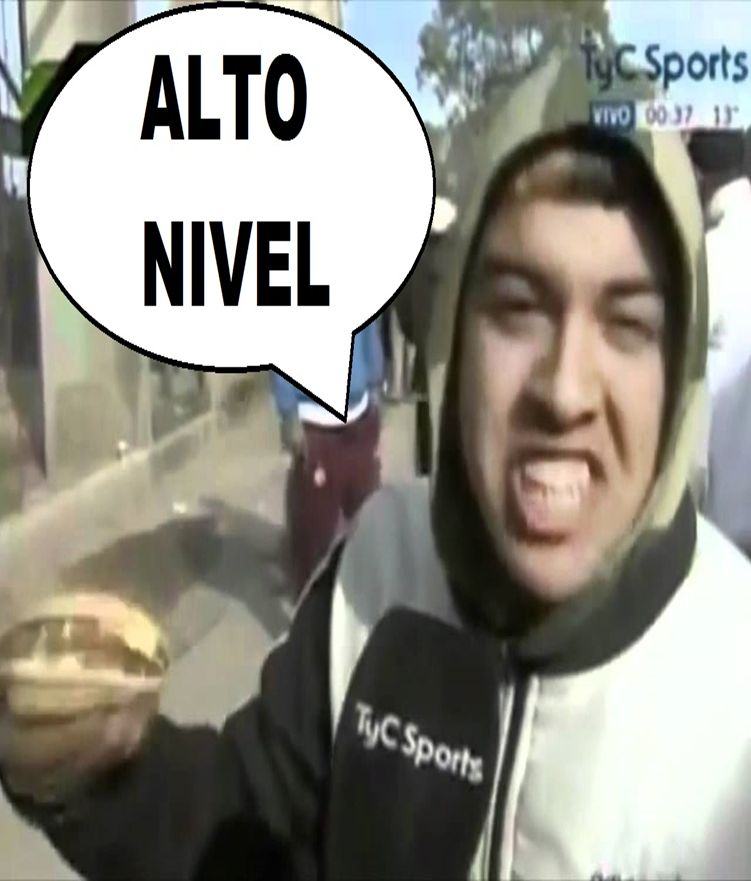 ALTO
NIVEL
TyC Sports
VIVO 00:37 13°
TyC Sports